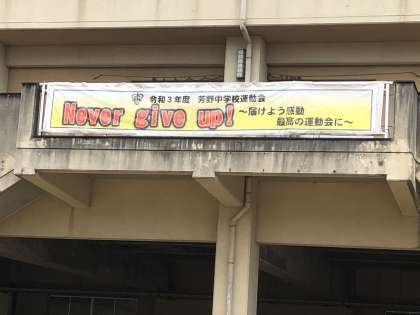 令和3年度 芳野中学校運動会
Never give up!
～届けよう感動
最高の運動会に～